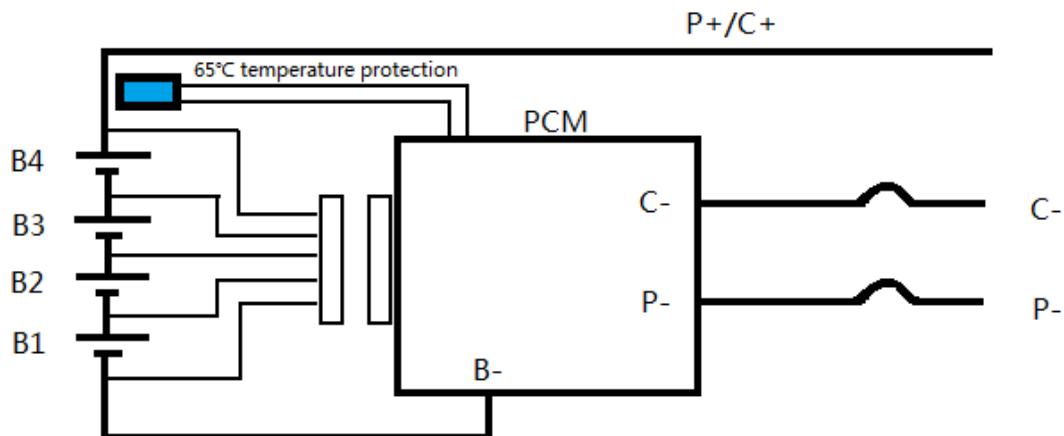 P+/C+
65℃ temperature protection
PCM
B4
B3
B2
B1
C-
C-
P-
P-
B-